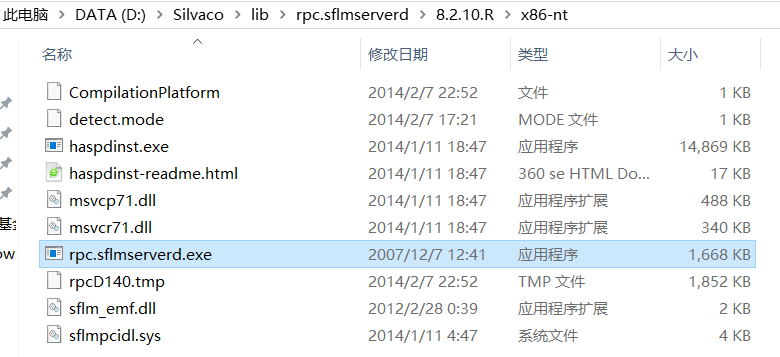 此电脑 > DATA (D:) > Silvaco > lib > rpc.sflmserverd > 8.2.10.R > x86-nt
名称 修改日期 类型 大小
CompilationPlatform 2014/2/7 22:52 文件 1 KB
detect.mode 2014/2/7 17:21 MODE 文件 1 KB
haspdinst.exe 2014/1/11 18:47 应用程序 14,869 KB
haspdinst-readme.html 2014/1/11 18:47 360 se HTML Do... 17 KB
msvcp71.dll 2014/1/11 18:47 应用程序扩展 488 KB
msvcr71.dll 2014/1/11 18:47 应用程序扩展 340 KB
基金
rpc.sflmserverd.exe 2007/12/7 12:41 应用程序 1,668 KB
ow
rpcD140.tmp 2014/2/7 22:52 TMP 文件 1,852 KB
sflm_emf.dll 2012/2/28 0:39 应用程序扩展 2 KB
sflmpcidl.sys 2014/1/11 4:47 系统文件 4 KB